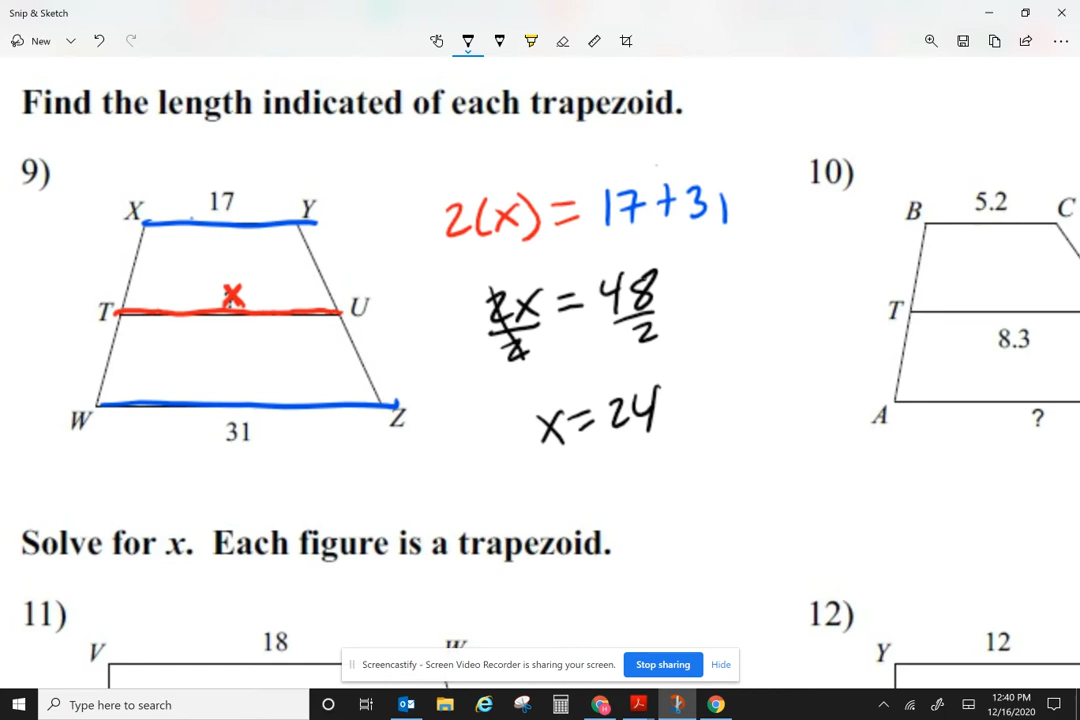 Snip & Sketch
New
Find the length indicated of each trapezoid.
9)
X 17 Y
x
T U
W 31 Z
2(x) = 17+31
2x = 48
2 2
x = 24
10)
B 5.2 C
T
8.3
A ?
Solve for x. Each figure is a trapezoid.
11)
V 18 W
12)
Y 12
Screencastify - Screen Video Recorder is sharing your screen. Stop sharing Hide
Type here to search
12:40 PM
12/16/2020